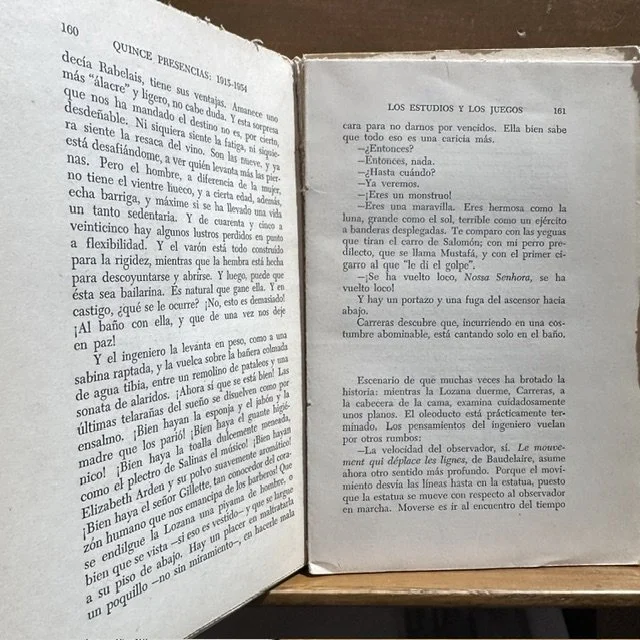 160
QUINCE PRESENCIAS: 1915-1954
decía Rabelais, tiene sus ventajas. Amanece uno
más "álacre" y ligero, no cabe duda. Y esta sorpresa
que nos ha mandado el destino no es, por cierto,
desdeñable. Ni siquiera siente la fatiga, ni siquie-
ra siente la resaca del vino. Son las nueve, y ya
está desafiándome, a ver quién levanta más las pier-
nas. Pero el hombre, a diferencia de la mujer,
no tiene el vientre hueco, y a cierta edad, además,
echa barriga, y máxime si se ha llevado una vida
un tanto sedentaria. Y de cuarenta y cinco a
veinticinco hay algunos lustros perdidos en punto
a flexibilidad. Y el varón está todo construido
para la rigidez, mientras que la hembra está hecha
para descoyuntarse y abrirse. Y luego, puede que
ésta sea bailarina. Es natural que gane ella. Y en
castigo, ¿qué se le ocurre? ¡No, esto es demasiado!
¡Al baño con ella, y que de una vez nos deje
en paz!
Y el ingeniero la levanta en peso, como a una
sabina raptada, y la vuelca sobre la bañera colmada
de agua tibia, entre un remolino de pataleos y una
sonata de alaridos. ¡Ahora sí que se está bien! Las
últimas telarañas del sueño se disuelven como por
ensalmo. ¡Bien hayan la esponja y el jabón y la
madre que los parió! ¡Bien haya el guante higié-
nico! ¡Bien haya la toalla dulcemente meneada,
como el plectro de Salinas el músico! ¡Bien hayan
Elizabeth Arden y su polvo suavemente aromático!
¡Bien haya el señor Gillette, tan conocedor del cora-
zón humano que nos emancipa de los barberos! Que
se endilgue la Lozana una piyama de hombre, o
bien que se vista —si eso es vestido— y que se largue
a su piso de abajo. Hay un placer en maltratarla
un poquillo —no sin miramiento—, en hacerle mala
LOS ESTUDIOS Y LOS JUEGOS 161
cara para no darnos por vencidos. Ella bien sabe
que todo eso es una caricia más.
—¿Entonces?
—Entonces, nada.
—¿Hasta cuándo?
—Ya veremos.
—¡Eres un monstruo!
—Eres una maravilla. Eres hermosa como la
luna, grande como el sol, terrible como un ejército
a banderas desplegadas. Te comparo con las yeguas
que tiran el carro de Salomón; con mi perro pre-
dilecto, que se llama Mustafá, y con el primer ci-
garro al que "le di el golpe".
—¡Se ha vuelto loco, Nossa Senhora, se ha
vuelto loco!
Y hay un portazo y una fuga del ascensor hacia
abajo.
Carreras descubre que, incurriendo en una cos-
tumbre abominable, está cantando solo en el baño.
Escenario de que muchas veces ha brotado la
historia: mientras la Lozana duerme, Carreras, a
la cabecera de la cama, examina cuidadosamente
unos planos. El oleoducto está prácticamente ter-
minado. Los pensamientos del ingeniero vuelan
por otros rumbos:
—La velocidad del observador, sí. Le mouve-
ment qui déplace les lignes, de Baudelaire, asume
ahora otro sentido más profundo. Porque el movi-
miento desvía las líneas hasta en la estatua, puesto
que la estatua se mueve con respecto al observador
en marcha. Moverse es ir al encuentro del tiempo